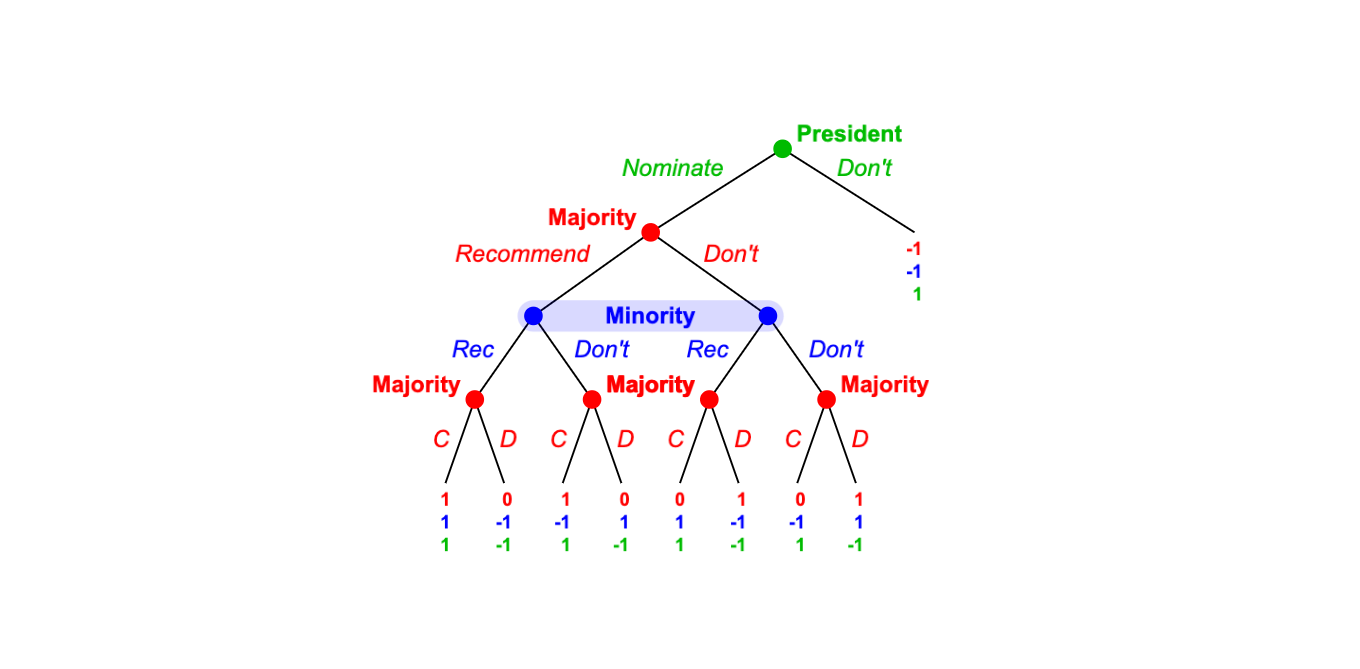 President
Nominate Don't
Majority
Recommend Don't
-1
-1
1
Minority
Rec Don't Rec Don't
Majority Majority Majority
C D C D C D C D
1 0 1 0 0 1 0 1
1 -1 -1 1 1 -1 -1 1
1 -1 1 -1 1 -1 1 -1